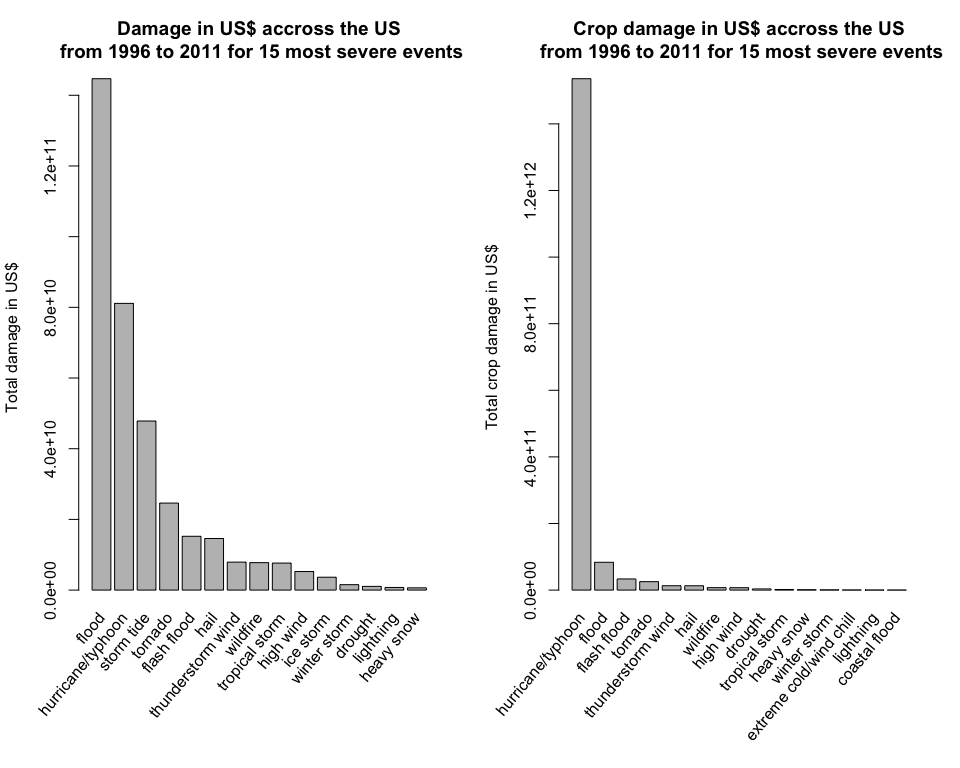 Damage in US$ accross the US
from 1996 to 2011 for 15 most severe events
Total damage in US$
1.2e+11
8.0e+10
4.0e+10
0.0e+00
flood
hurricane/typhoon
storm tide
tornado
flash flood
hail
thunderstorm wind
wildfire
tropical storm
high wind
ice storm
winter storm
drought
lightning
heavy snow
Crop damage in US$ accross the US
from 1996 to 2011 for 15 most severe events
Total crop damage in US$
1.2e+12
8.0e+11
4.0e+11
0.0e+00
hurricane/typhoon
flood
flash flood
tornado
thunderstorm wind
hail
wildfire
high wind
drought
tropical storm
heavy snow
winter storm
extreme cold/wind chill
lightning
coastal flood